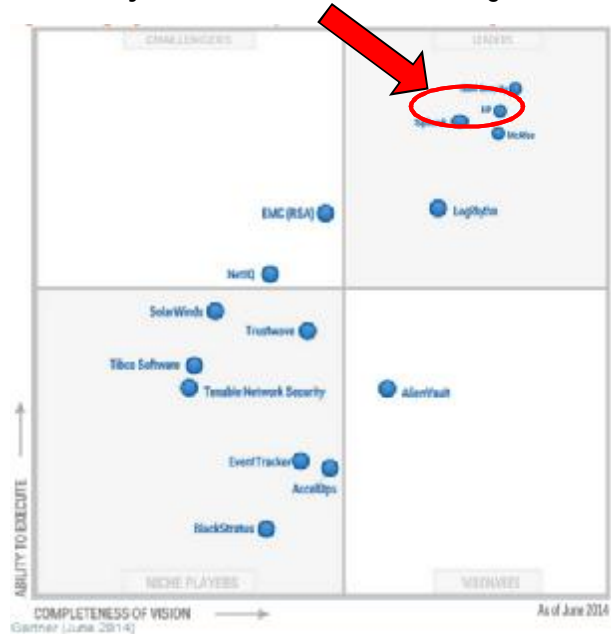 CHALLENGERS
LEADERS
HP
McAfee
EMC (RSA)
LogRhythm
NetIQ
SolarWinds
Trustwave
Tibco Software
Tenable Network Security
AlienVault
EventTracker
AccelOps
BlackStratus
ABILITY TO EXECUTE
NICHE PLAYERS
VISIONARIES
COMPLETENESS OF VISION
As of June 2014
Gartner (June 2014)